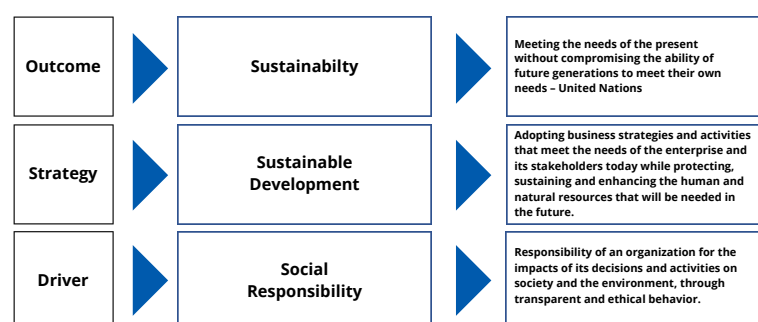 Outcome
Sustainabilty
Meeting the needs of the present
without compromising the ability of
future generations to meet their own
needs – United Nations
Strategy
Sustainable
Development
Adopting business strategies and activities
that meet the needs of the enterprise and
its stakeholders today while protecting,
sustaining and enhancing the human and
natural resources that will be needed in
the future.
Driver
Social
Responsibility
Responsibility of an organization for the
impacts of its decisions and activities on
society and the environment, through
transparent and ethical behavior.